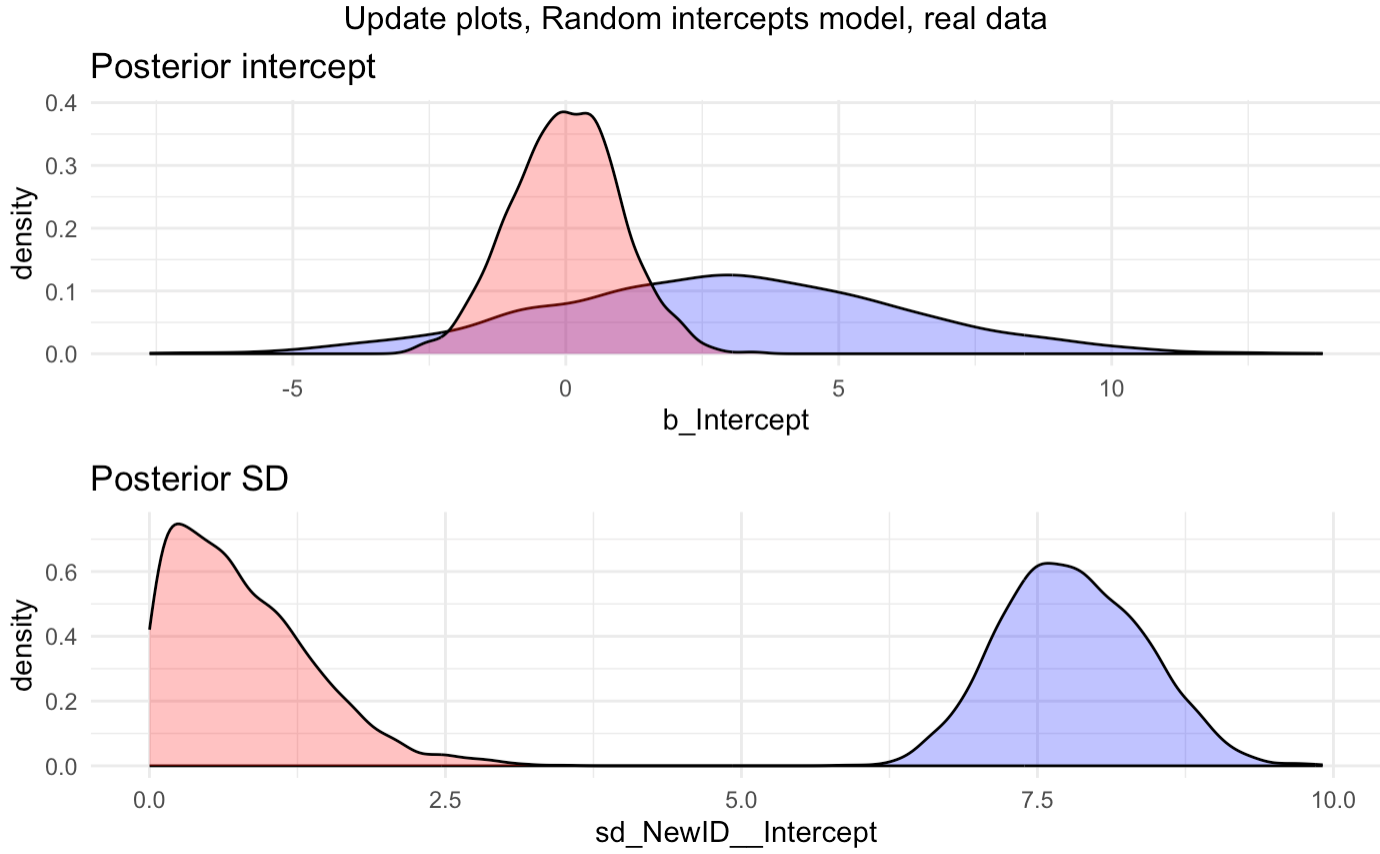 Update plots, Random intercepts model, real data
Posterior intercept
0.4
0.3
0.2
0.1
0.0
density
-5 0 5 10
b_Intercept
Posterior SD
0.6
0.4
0.2
0.0
density
0.0 2.5 5.0 7.5 10.0
sd_NewID__Intercept